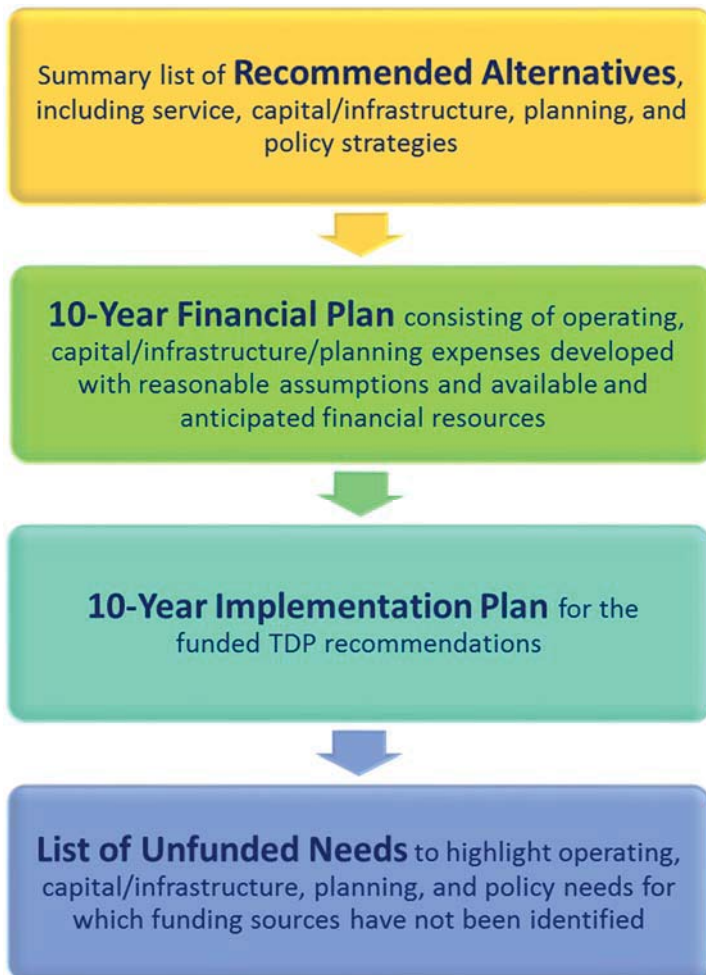 Summary list of Recommended Alternatives,
including service, capital/infrastructure, planning, and
policy strategies
10-Year Financial Plan consisting of operating,
capital/infrastructure/planning expenses developed
with reasonable assumptions and available and
anticipated financial resources
10-Year Implementation Plan for the
funded TDP recommendations
List of Unfunded Needs to highlight operating,
capital/infrastructure, planning, and policy needs for
which funding sources have not been identified